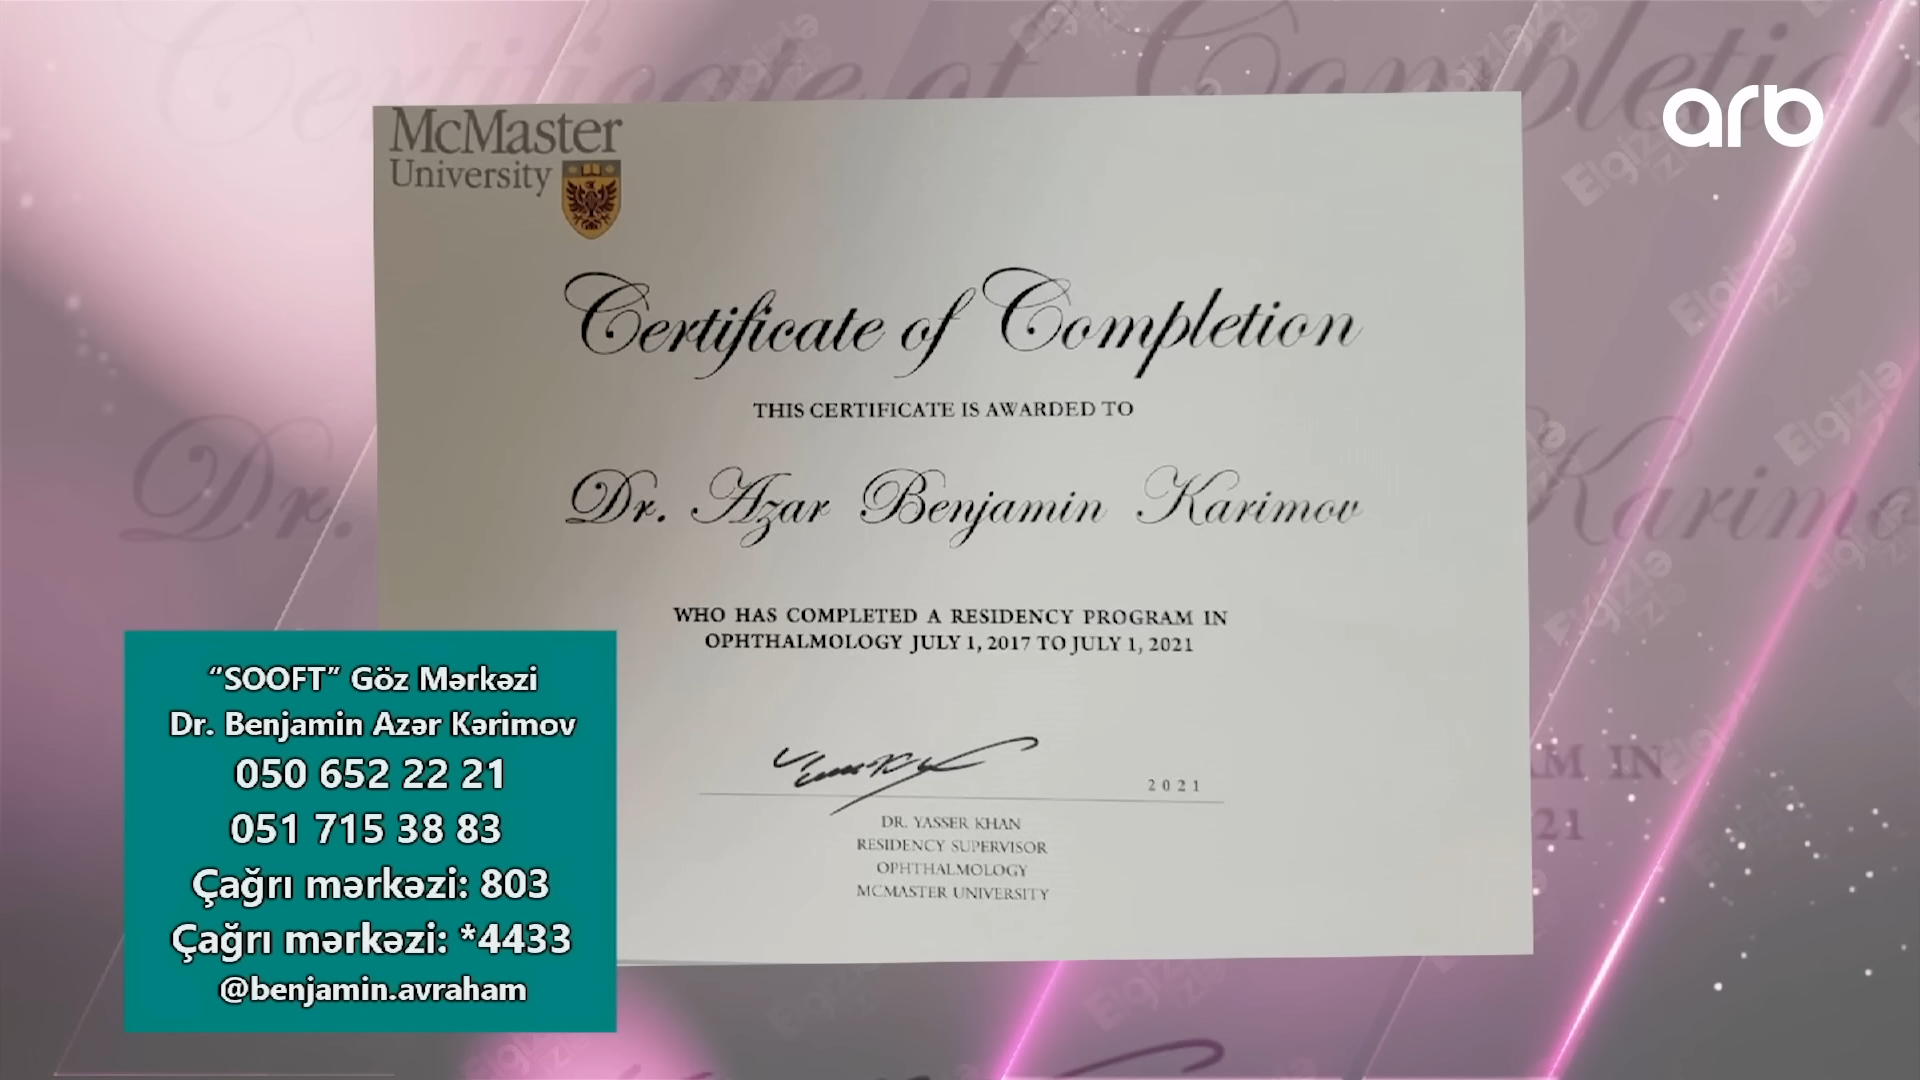 arb
McMaster
University
Certificate of Completion
THIS CERTIFICATE IS AWARDED TO
Dr. Azar Benjamin Karimov
WHO HAS COMPLETED A RESIDENCY PROGRAM IN
OPHTHALMOLOGY JULY 1, 2017 TO JULY 1, 2021
2021
DR. YASSER KHAN
RESIDENCY SUPERVISOR
OPHTHALMOLOGY
MCMASTER UNIVERSITY
“SOOFT” Göz Mərkəzi
Dr. Benjamin Azər Kərimov
050 652 22 21
051 715 38 83
Çağrı mərkəzi: 803
Çağrı mərkəzi: *4433
@benjamin.avraham